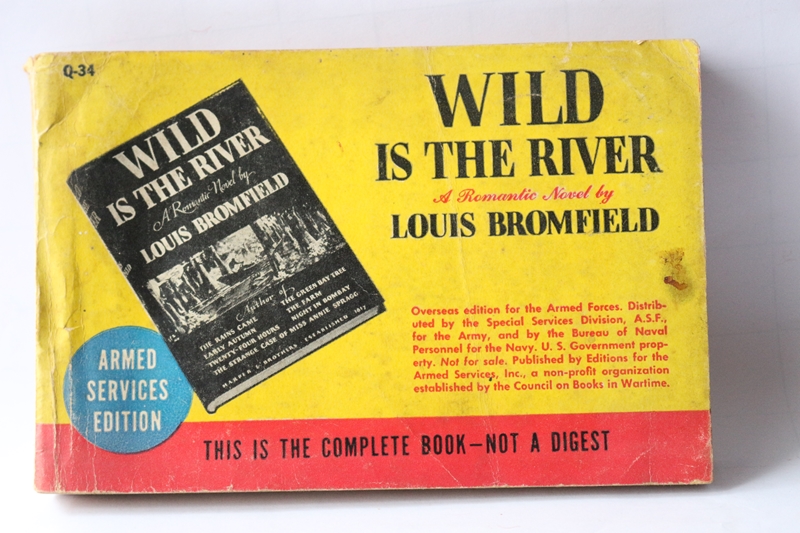 Q-34
WILD
IS THE RIVER
A Romantic Novel by
LOUIS BROMFIELD
WILD
IS THE RIVER
A Romantic Novel by
LOUIS BROMFIELD
Author of
THE RAINS CAME THE GREEN BAY TREE
EARLY AUTUMN THE FARM
TWENTY-FOUR HOURS NIGHT IN BOMBAY
THE STRANGE CASE OF MISS ANNIE SPRAGG
HARPER & BROTHERS ESTABLISHED 1817
Overseas edition for the Armed Forces. Distrib-
uted by the Special Services Division, A.S.F.,
for the Army, and by the Bureau of Naval
Personnel for the Navy. U. S. Government prop-
erty. Not for sale. Published by Editions for the
Armed Services, Inc., a non-profit organization
established by the Council on Books in Wartime.
ARMED
SERVICES
EDITION
THIS IS THE COMPLETE BOOK—NOT A DIGEST